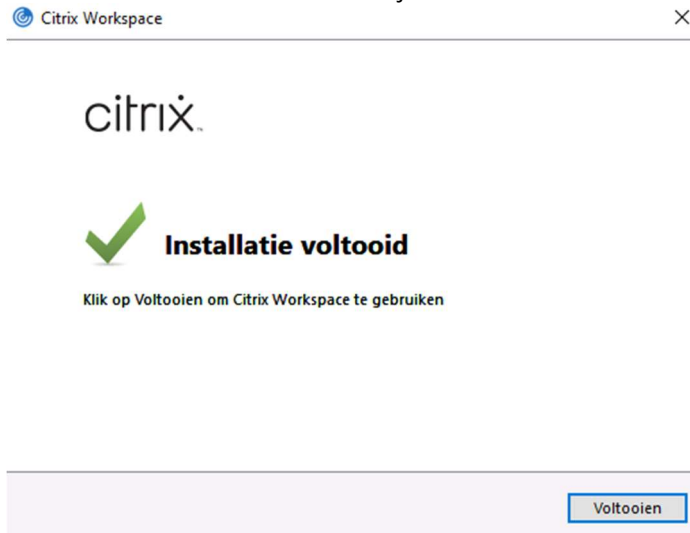 Citrix Workspace
citrix
Installatie voltooid
Klik op Voltooien om Citrix Workspace te gebruiken
Voltooien